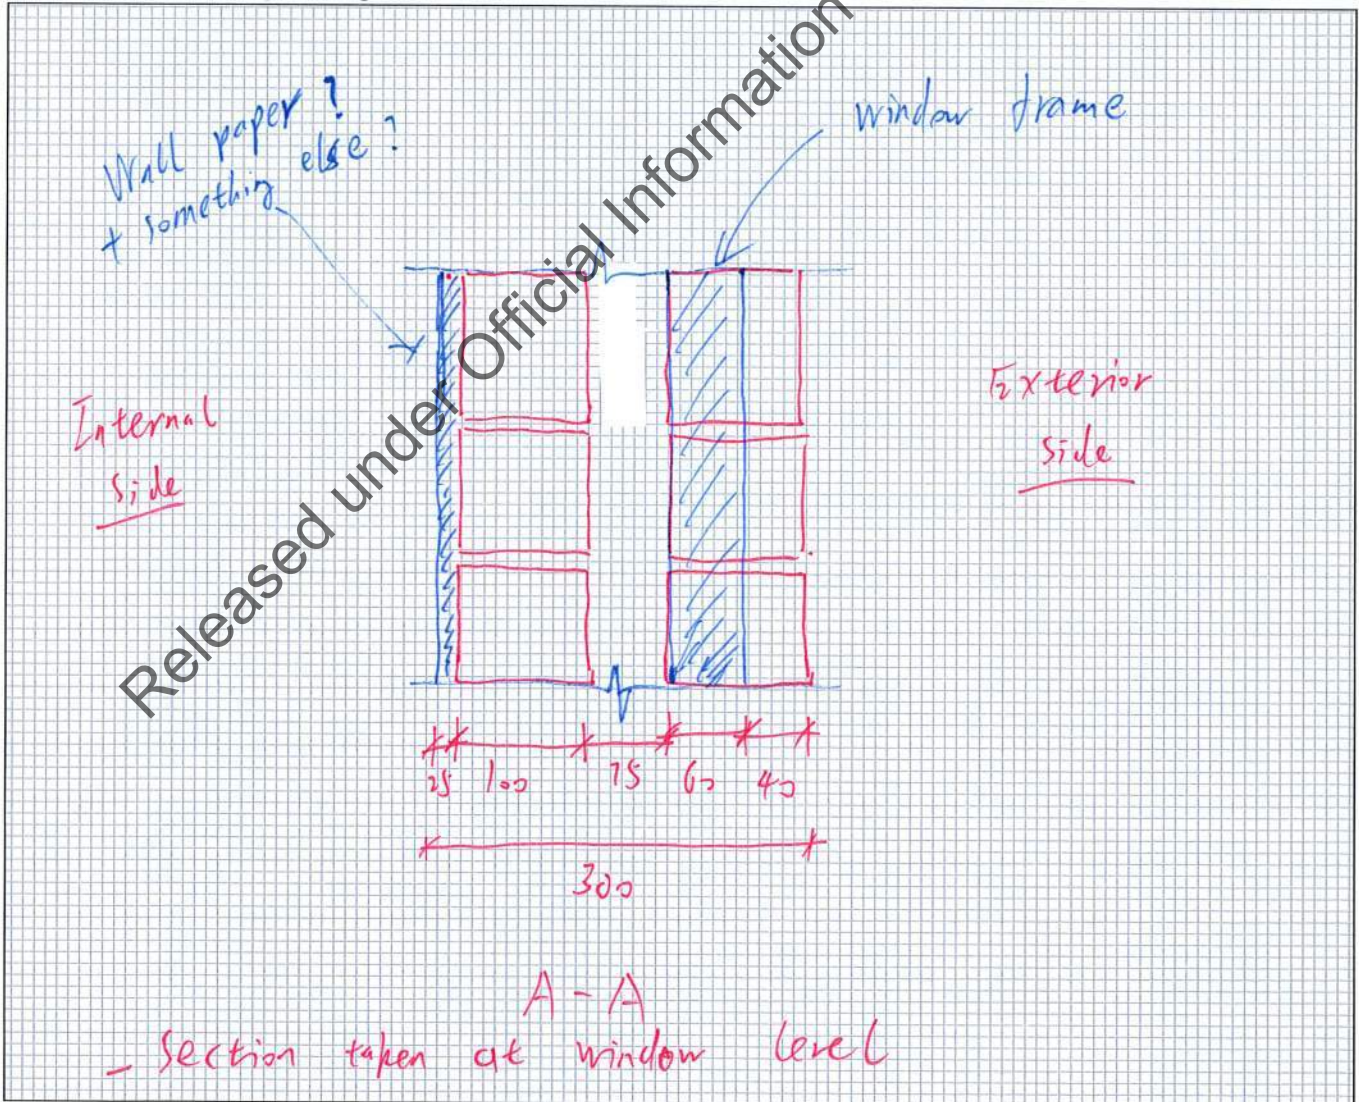 Wall paper ?
+ something else ?
window frame
Released under Official Information
Internal
side
Exterior
side
25 100 75 60 40
300
A - A
- Section taken at window level